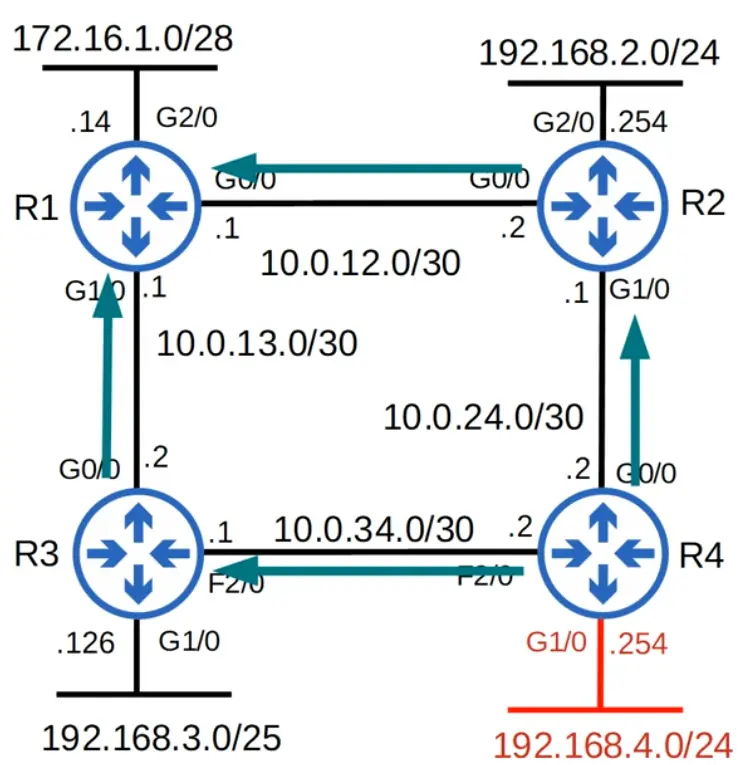 172.16.1.0/28
192.168.2.0/24
.14
G2/0
G2/0
.254
G0/0
G0/0
R1
R2
.1
.2
10.0.12.0/30
G1/0
.1
.1
G1/0
10.0.13.0/30
10.0.24.0/30
G0/0
.2
.2
G0/0
R3
.1
10.0.34.0/30
.2
R4
F2/0
F2/0
.126
G1/0
G1/0
.254
192.168.3.0/25
192.168.4.0/24